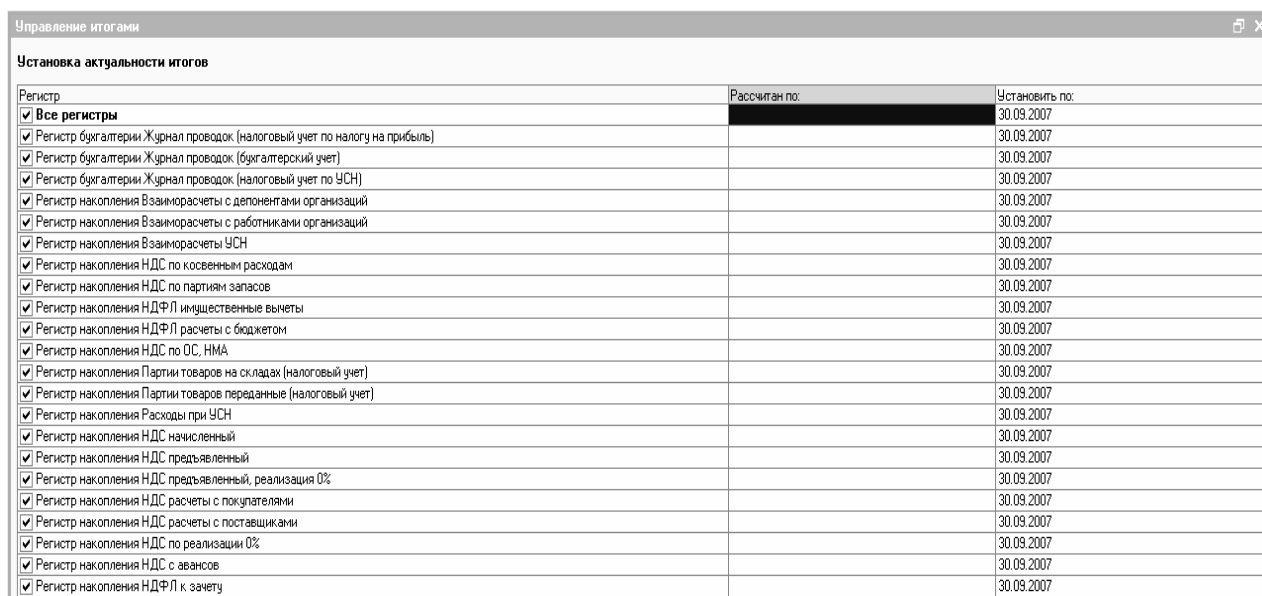 Управление итогами
Установка актуальности итогов
Регистр Рассчитан по: Установить по:
Все регистры 30.09.2007
Регистр бухгалтерии Журнал проводок (налоговый учет по налогу на прибыль) 30.09.2007
Регистр бухгалтерии Журнал проводок (бухгалтерский учет) 30.09.2007
Регистр бухгалтерии Журнал проводок (налоговый учет по УСН) 30.09.2007
Регистр накопления Взаиморасчеты с депонентами организаций 30.09.2007
Регистр накопления Взаиморасчеты с работниками организаций 30.09.2007
Регистр накопления Взаиморасчеты УСН 30.09.2007
Регистр накопления НДС по косвенным расходам 30.09.2007
Регистр накопления НДС по партиям запасов 30.09.2007
Регистр накопления НДФЛ имущественные вычеты 30.09.2007
Регистр накопления НДФЛ расчеты с бюджетом 30.09.2007
Регистр накопления НДС по ОС, НМА 30.09.2007
Регистр накопления Партии товаров на складах (налоговый учет) 30.09.2007
Регистр накопления Партии товаров переданные (налоговый учет) 30.09.2007
Регистр накопления Расходы при УСН 30.09.2007
Регистр накопления НДС начисленный 30.09.2007
Регистр накопления НДС предъявленный 30.09.2007
Регистр накопления НДС предъявленный, реализация 0% 30.09.2007
Регистр накопления НДС расчеты с покупателями 30.09.2007
Регистр накопления НДС расчеты с поставщиками 30.09.2007
Регистр накопления НДС по реализации 0% 30.09.2007
Регистр накопления НДС с авансов 30.09.2007
Регистр накопления НДФЛ к зачету 30.09.2007